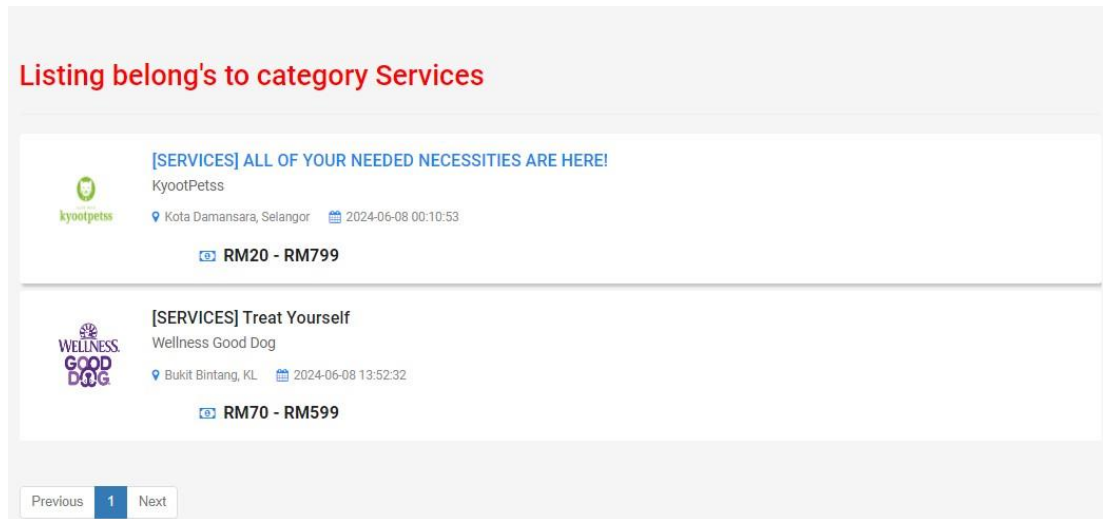 Listing belong's to category Services
[SERVICES] ALL OF YOUR NEEDED NECESSITIES ARE HERE!
KyootPetss
kyootpetss
Kota Damansara, Selangor 2024-06-08 00:10:53
RM20 - RM799
[SERVICES] Treat Yourself
Wellness Good Dog
WELLNESS.
GOOD
DOG
Bukit Bintang, KL 2024-06-08 13:52:32
RM70 - RM599
Previous 1 Next